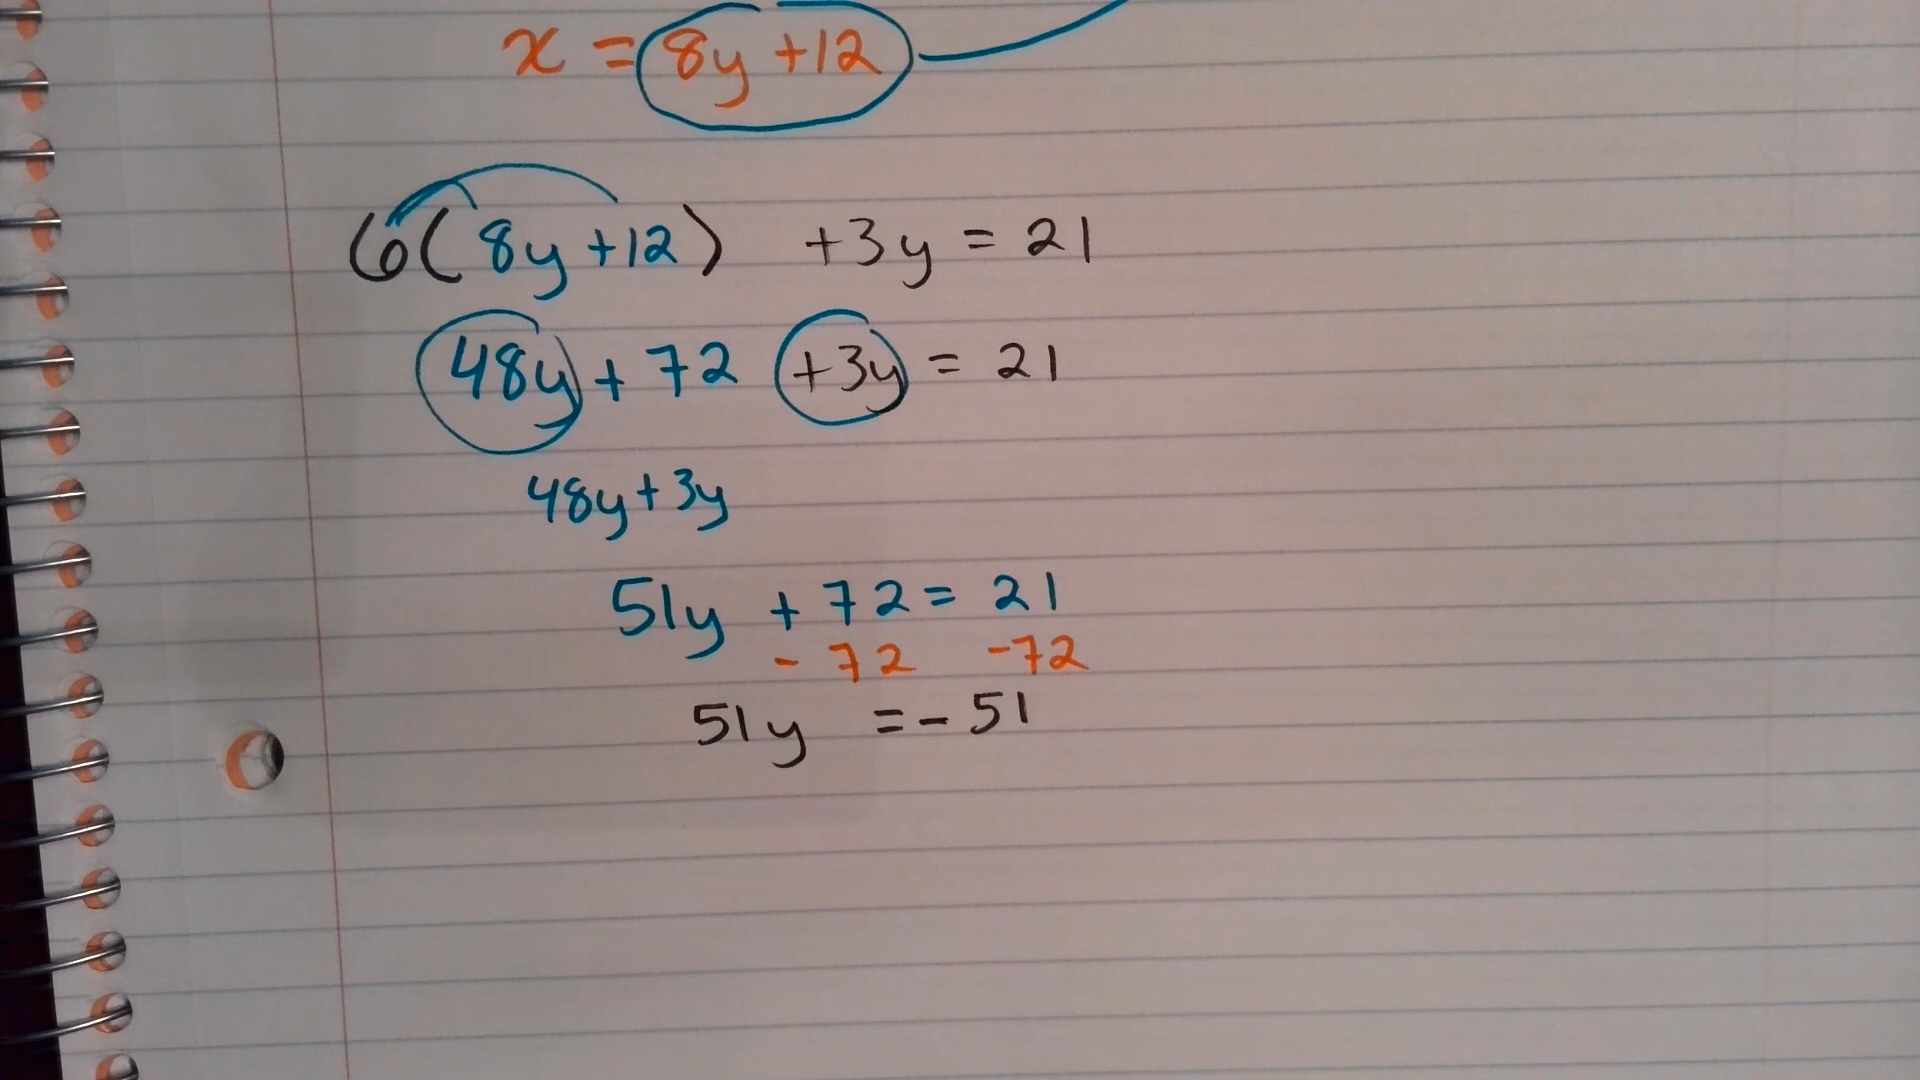 x = 8y + 12
6(8y + 12) + 3y = 21
48y + 72 + 3y = 21
48y + 3y
51y + 72 = 21
- 72 -72
51y = - 51